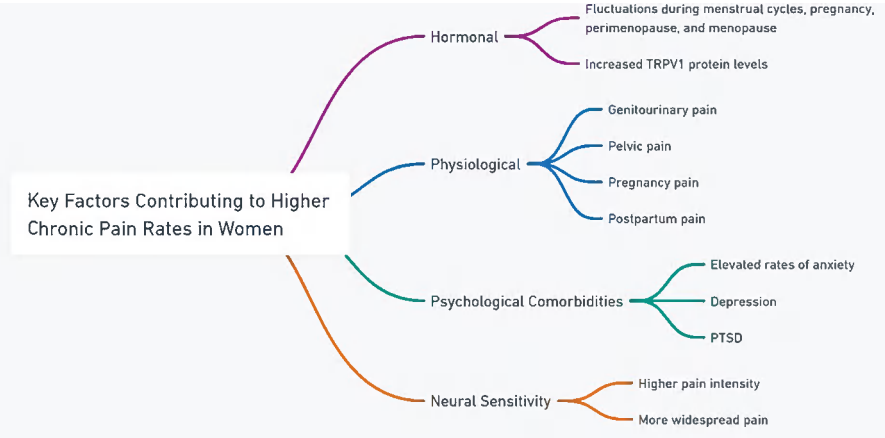 Key Factors Contributing to Higher
Chronic Pain Rates in Women
Hormonal
Fluctuations during menstrual cycles, pregnancy,
perimenopause, and menopause
Increased TRPV1 protein levels
Physiological
Genitourinary pain
Pelvic pain
Pregnancy pain
Postpartum pain
Psychological Comorbidities
Elevated rates of anxiety
Depression
PTSD
Neural Sensitivity
Higher pain intensity
More widespread pain